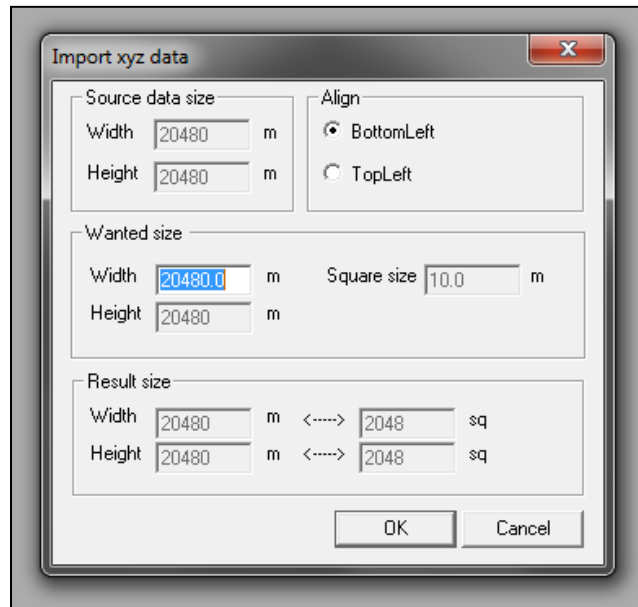 Import xyz data
Source data size
Width 20480 m
Height 20480 m
Align
BottomLeft
TopLeft
Wanted size
Width 20480.0 m Square size 10.0 m
Height 20480 m
Result size
Width 20480 m <----> 2048 sq
Height 20480 m <----> 2048 sq
OK Cancel